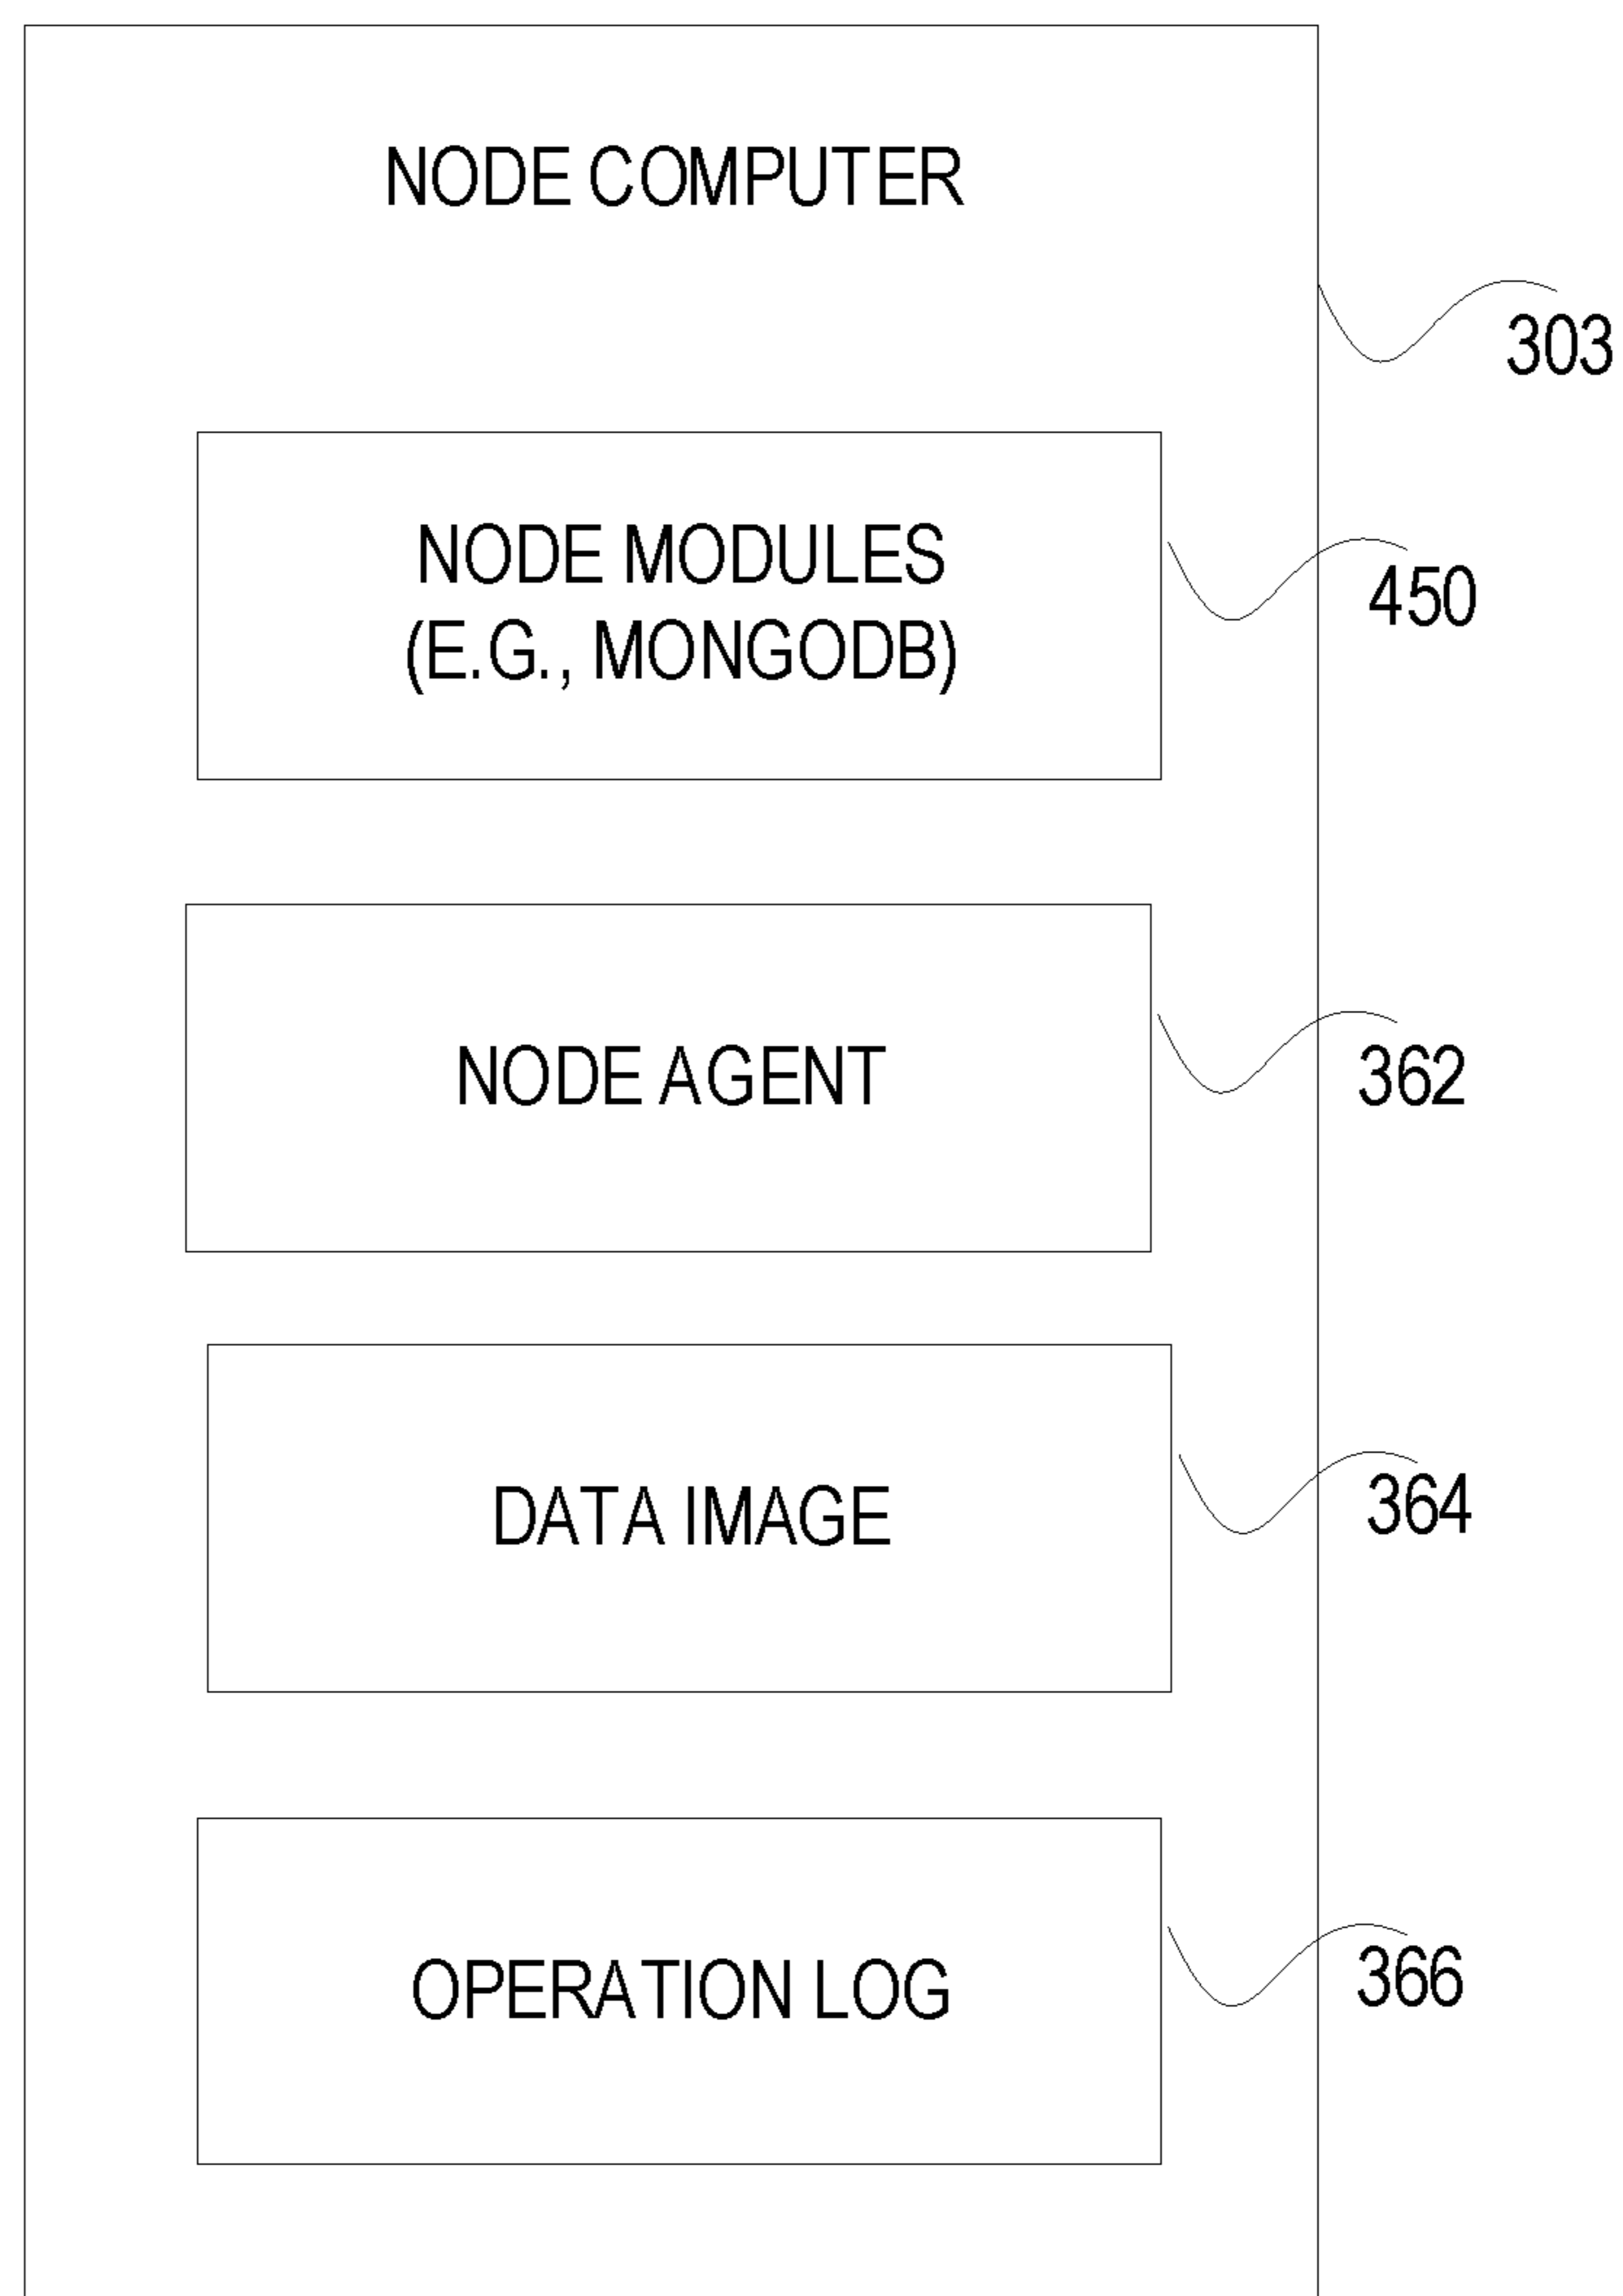 NODE COMPUTER
303
NODE MODULES
(E.G., MONGODB)
450
NODE AGENT
362
DATA IMAGE
364
OPERATION LOG
366